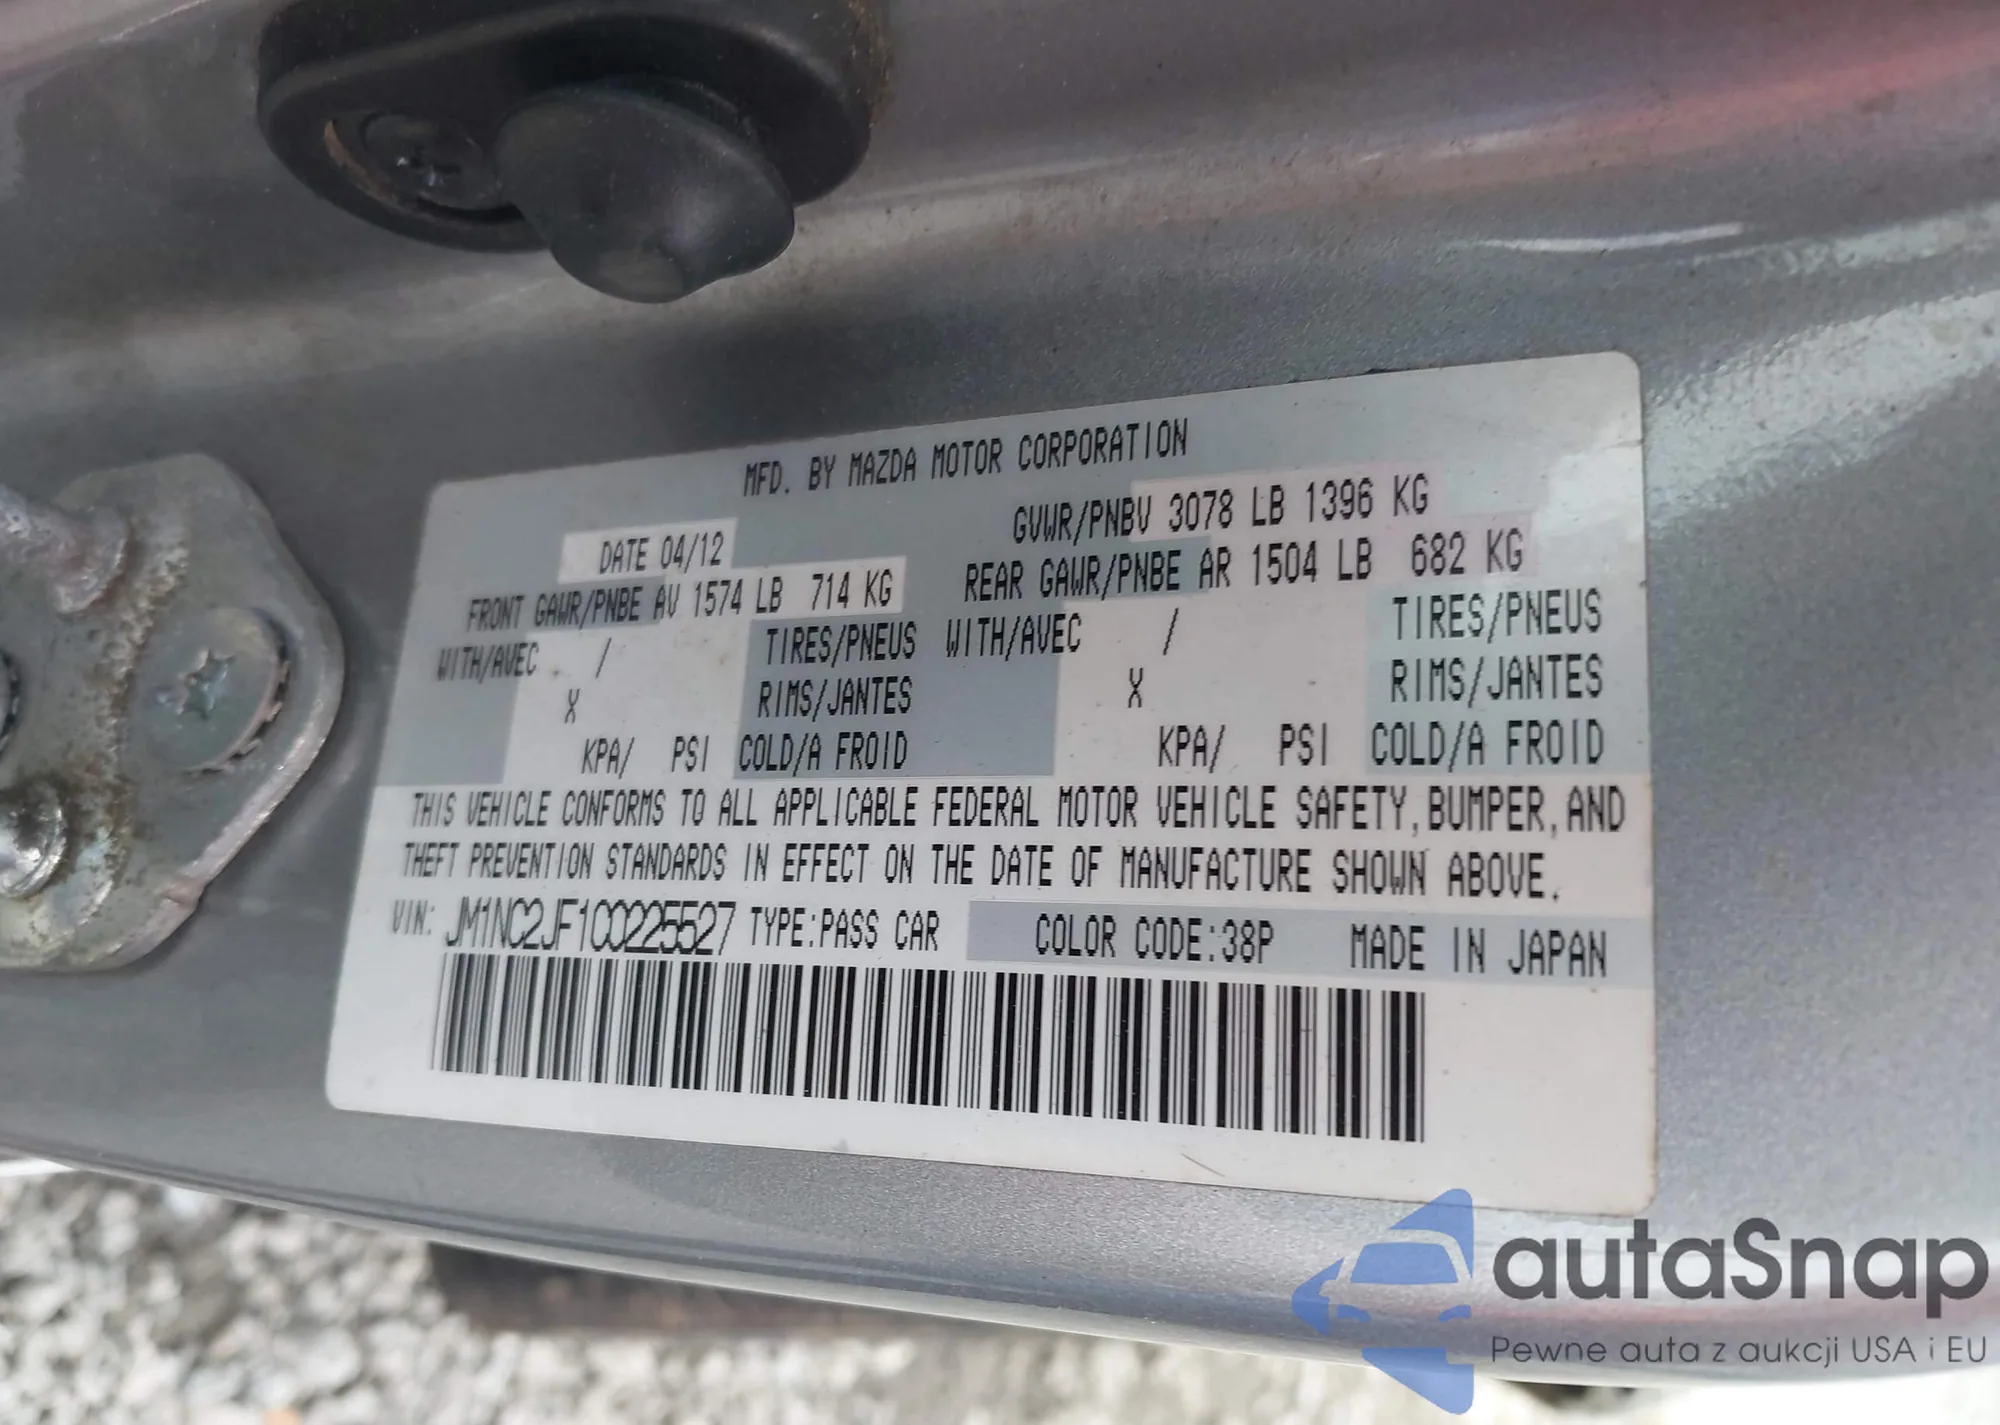 MFD. BY MAZDA MOTOR CORPORATION
DATE 04/12 GVWR/PNBV 3078 LB 1396 KG
FRONT GAWR/PNBE AV 1574 LB 714 KG REAR GAWR/PNBE AR 1504 LB 682 KG
WITH/AVEC / TIRES/PNEUS WITH/AVEC / TIRES/PNEUS
X RIMS/JANTES X RIMS/JANTES
KPA/ PSI COLD/A FROID KPA/ PSI COLD/A FROID
THIS VEHICLE CONFORMS TO ALL APPLICABLE FEDERAL MOTOR VEHICLE SAFETY, BUMPER, AND
THEFT PREVENTION STANDARDS IN EFFECT ON THE DATE OF MANUFACTURE SHOWN ABOVE.
VIN: JM1NC2JF1C0225527 TYPE:PASS CAR COLOR CODE:38P MADE IN JAPAN
autaSnap
Pewne auta z aukcji USA i EU